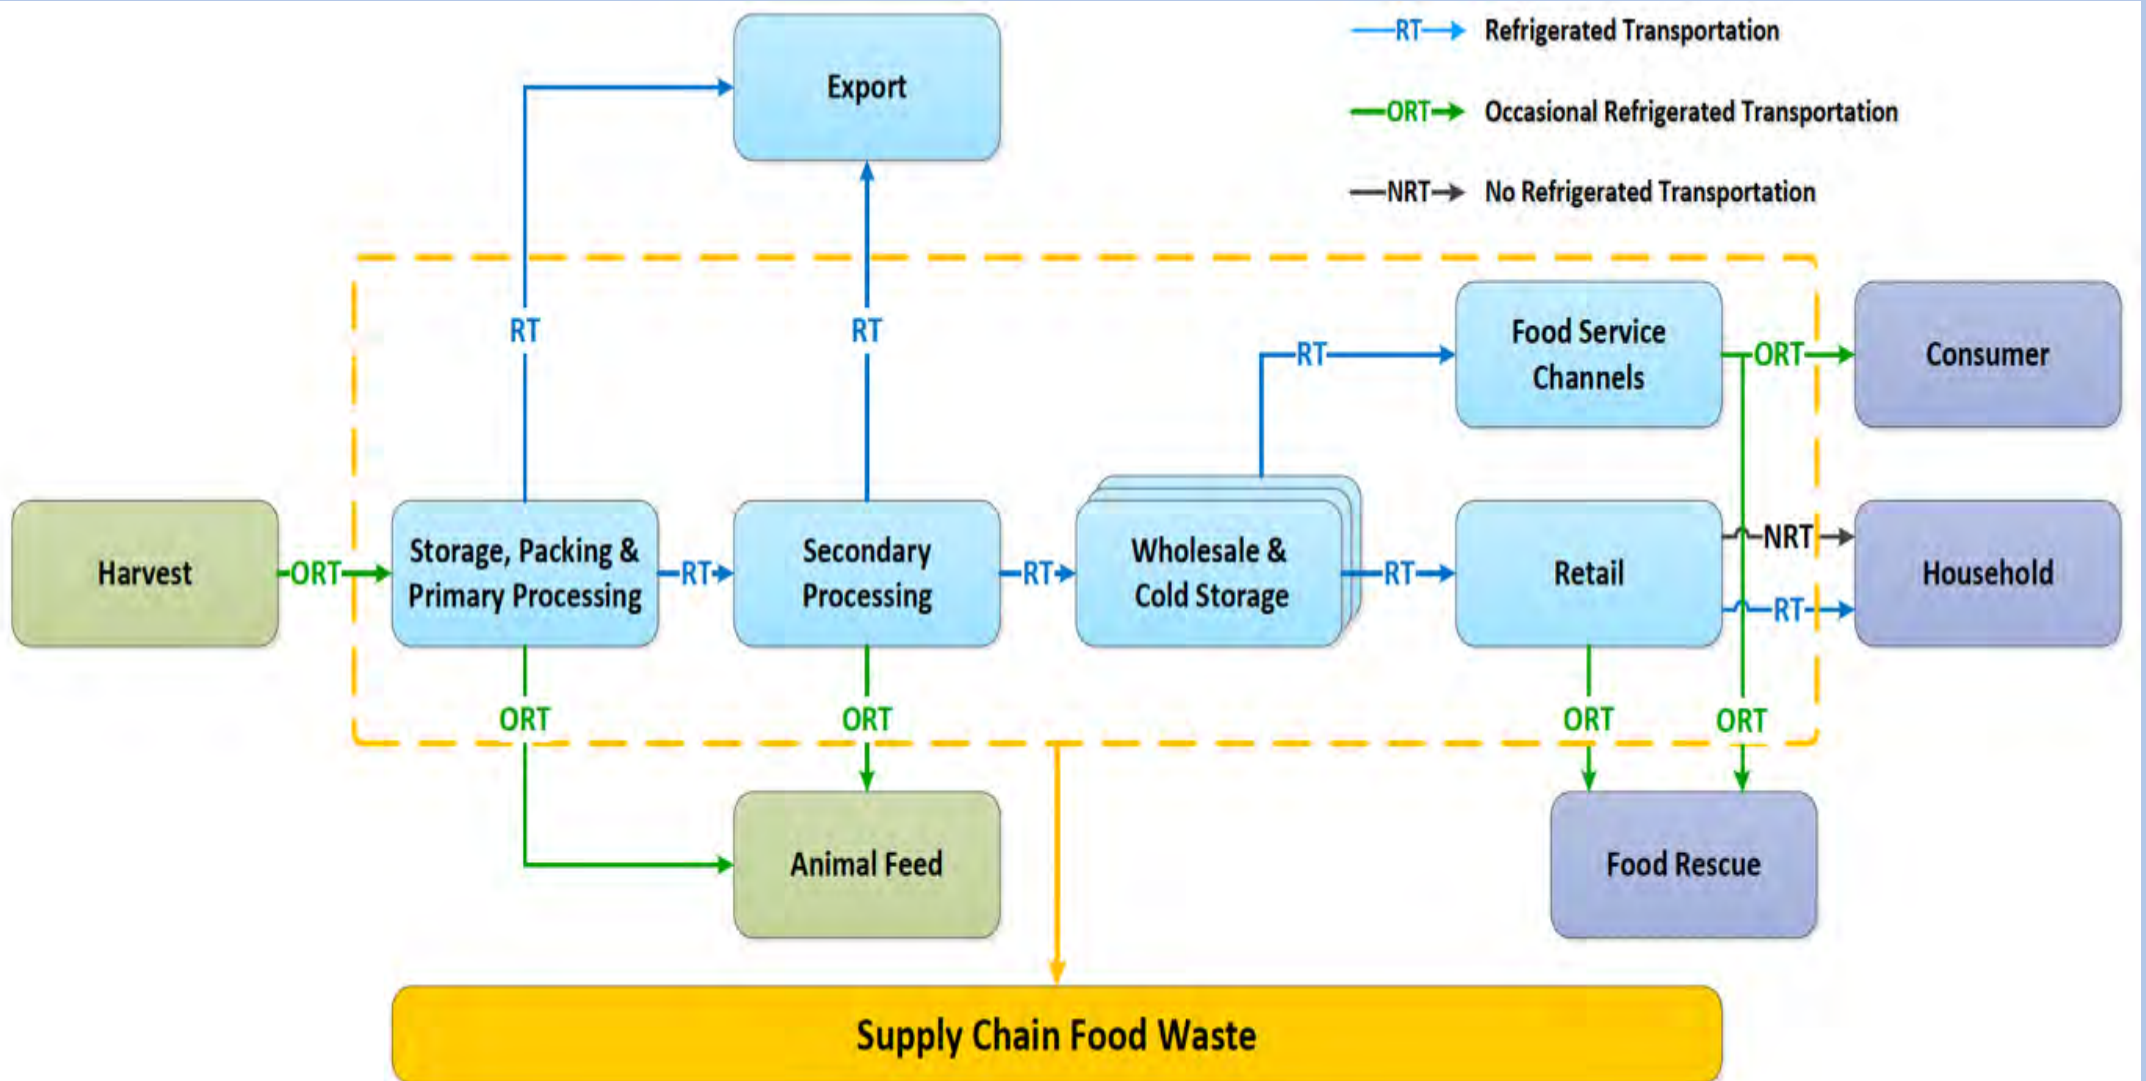 RT Refrigerated Transportation
Export
ORT Occasional Refrigerated Transportation
NRT No Refrigerated Transportation
RT
RT
RT
Food Service
Channels
ORT
Consumer
Harvest
ORT
Storage, Packing &
Primary Processing
RT
Secondary
Processing
RT
Wholesale &
Cold Storage
RT
Retail
NRT
RT
Household
ORT
ORT
ORT
ORT
Animal Feed
Food Rescue
Supply Chain Food Waste